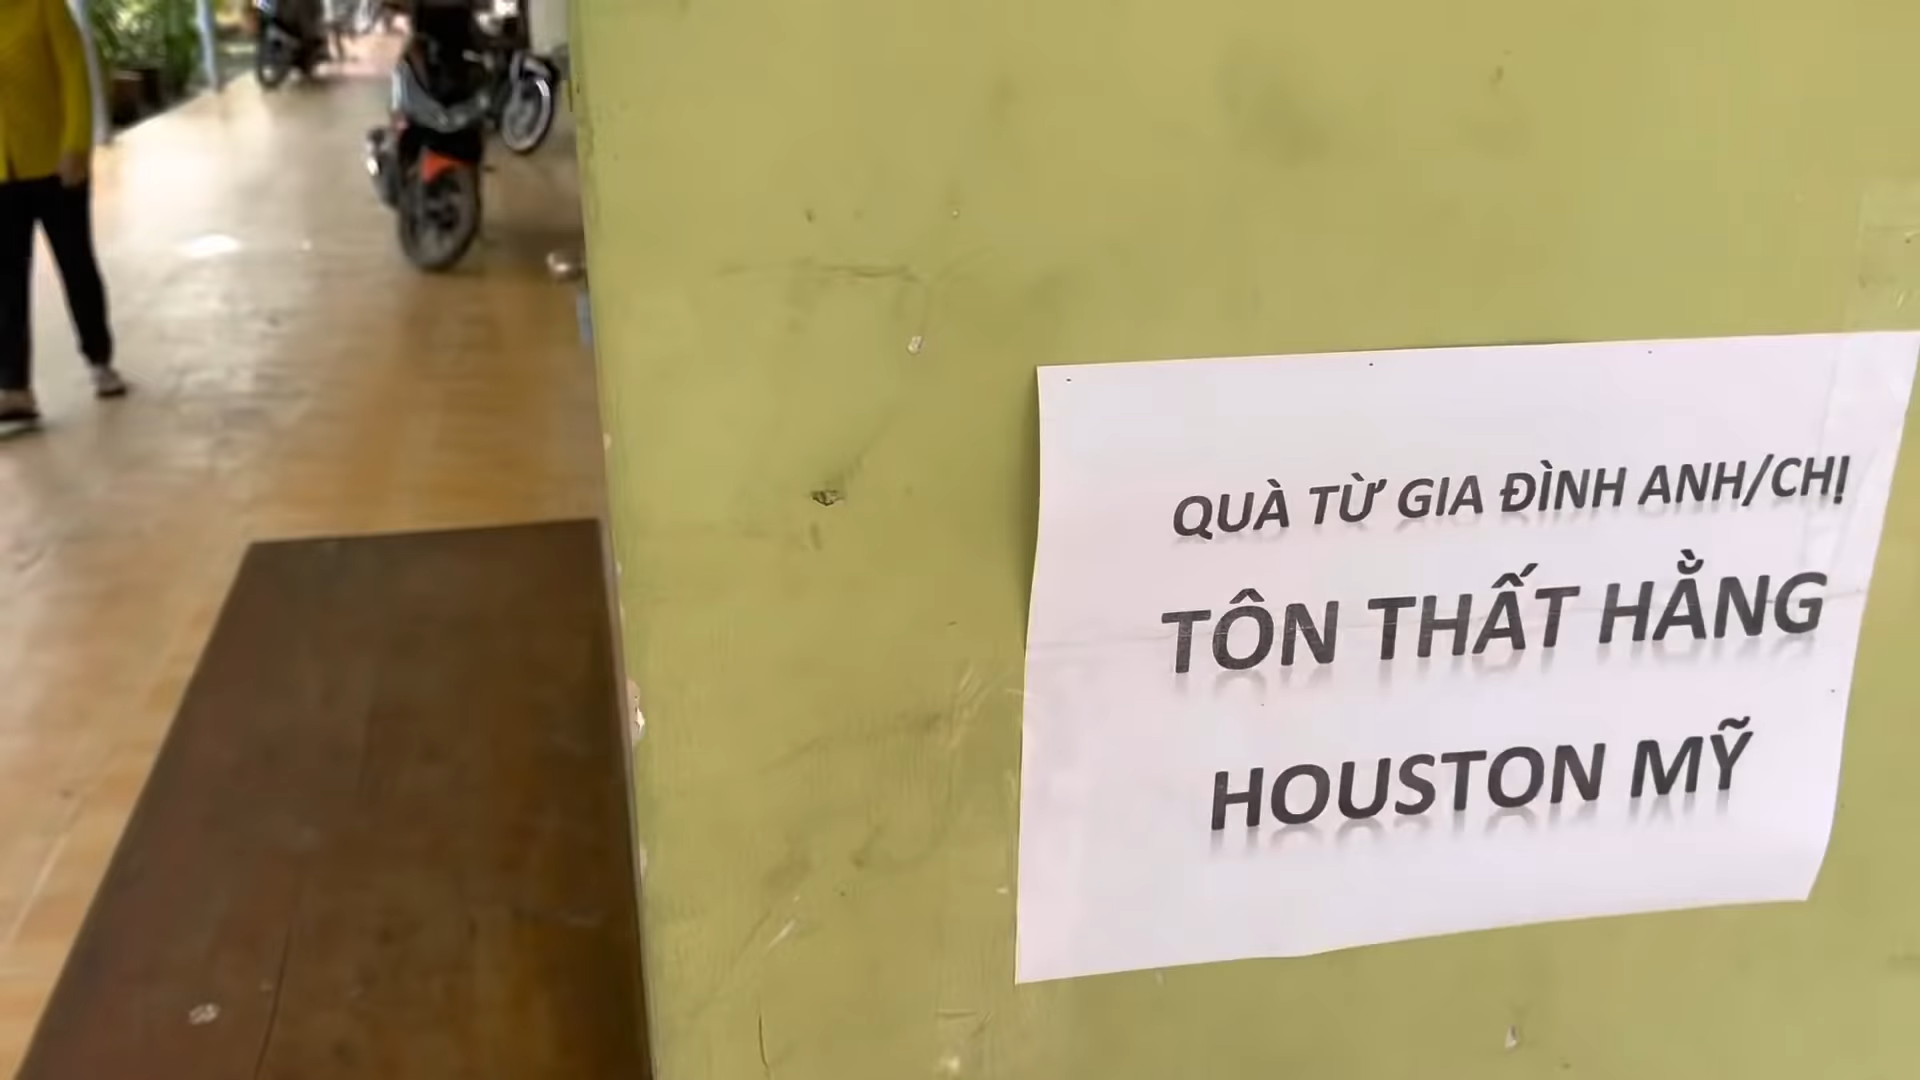 QUÀ TỪ GIA ĐÌNH ANH/CHỊ
TÔN THẤT HẰNG
HOUSTON MỸ